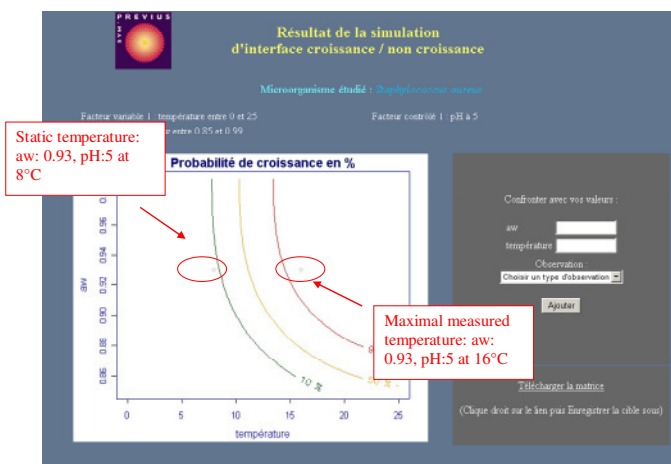 SYM' PREVIUS
Résultat de la simulation
d'interface croissance / non croissance
Microorganisme étudié : Staphylococcus aureus
Facteur variable 1 : température entre 0 et 25
Facteur contrôlé 1 : pH à 5
entre 0.85 et 0.99
Static temperature:
aw: 0.93, pH:5 at
8°C
Probabilité de croissance en %
0.96
0.94
0.92
0.90
0.88
0.86
aw
10 %
0 5 10 15 20 25
température
Maximal measured
temperature: aw:
0.93, pH:5 at 16°C
Confronter avec vos valeurs :
aw
température
Observation :
Choisir un type d'observation
Ajouter
Télécharger la matrice
(Clique droit sur le lien puis Enregistrer la cible sous)